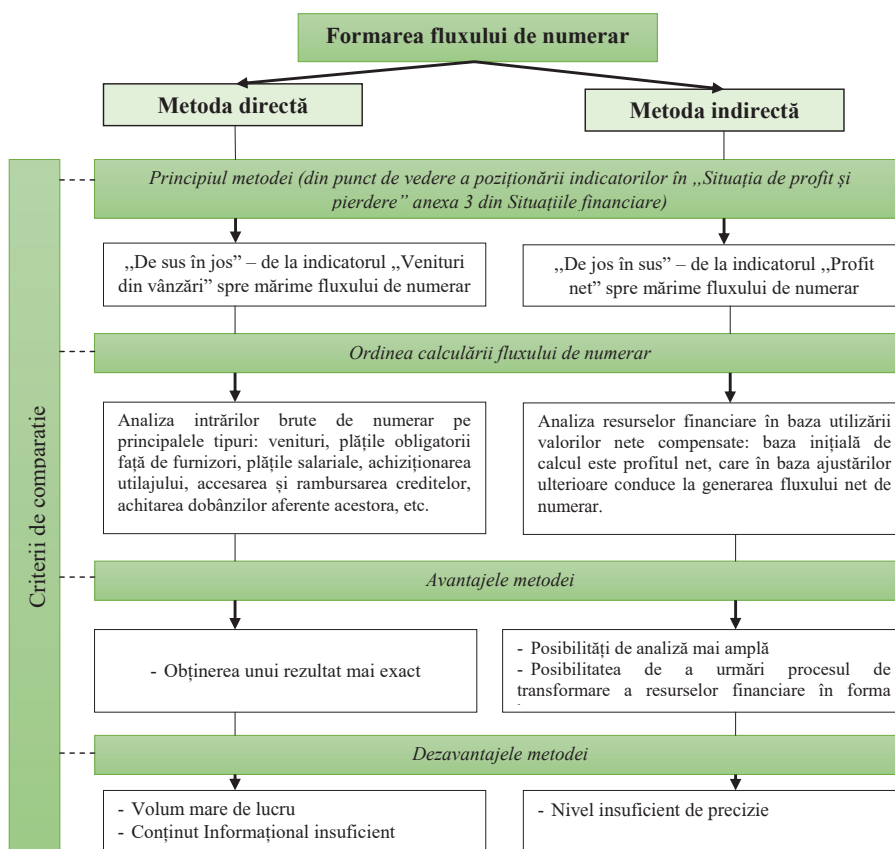 Formarea fluxului de numerar
Metoda directă
Metoda indirectă
Criterii de comparatie
Principiul metodei (din punct de vedere a poziționării indicatorilor în ,,Situația de profit și
pierdere” anexa 3 din Situațiile financiare)
,,De sus în jos” – de la indicatorul ,,Venituri
din vânzări” spre mărime fluxului de numerar
,,De jos în sus” – de la indicatorul ,,Profit
net” spre mărime fluxului de numerar
Ordinea calculării fluxului de numerar
Analiza intrărilor brute de numerar pe
principalele tipuri: venituri, plățile obligatorii
față de furnizori, plățile salariale, achiziționarea
utilajului, accesarea și rambursarea creditelor,
achitarea dobânzilor aferente acestora, etc.
Analiza resurselor financiare în baza utilizării
valorilor nete compensate: baza inițială de
calcul este profitul net, care în baza ajustărilor
ulterioare conduce la generarea fluxului net de
numerar.
Avantajele metodei
- Obținerea unui rezultat mai exact
- Posibilități de analiză mai amplă
- Posibilitatea de a urmări procesul de
transformare a resurselor financiare în forma
Dezavantajele metodei
- Volum mare de lucru
- Conținut Informațional insuficient
- Nivel insuficient de precizie